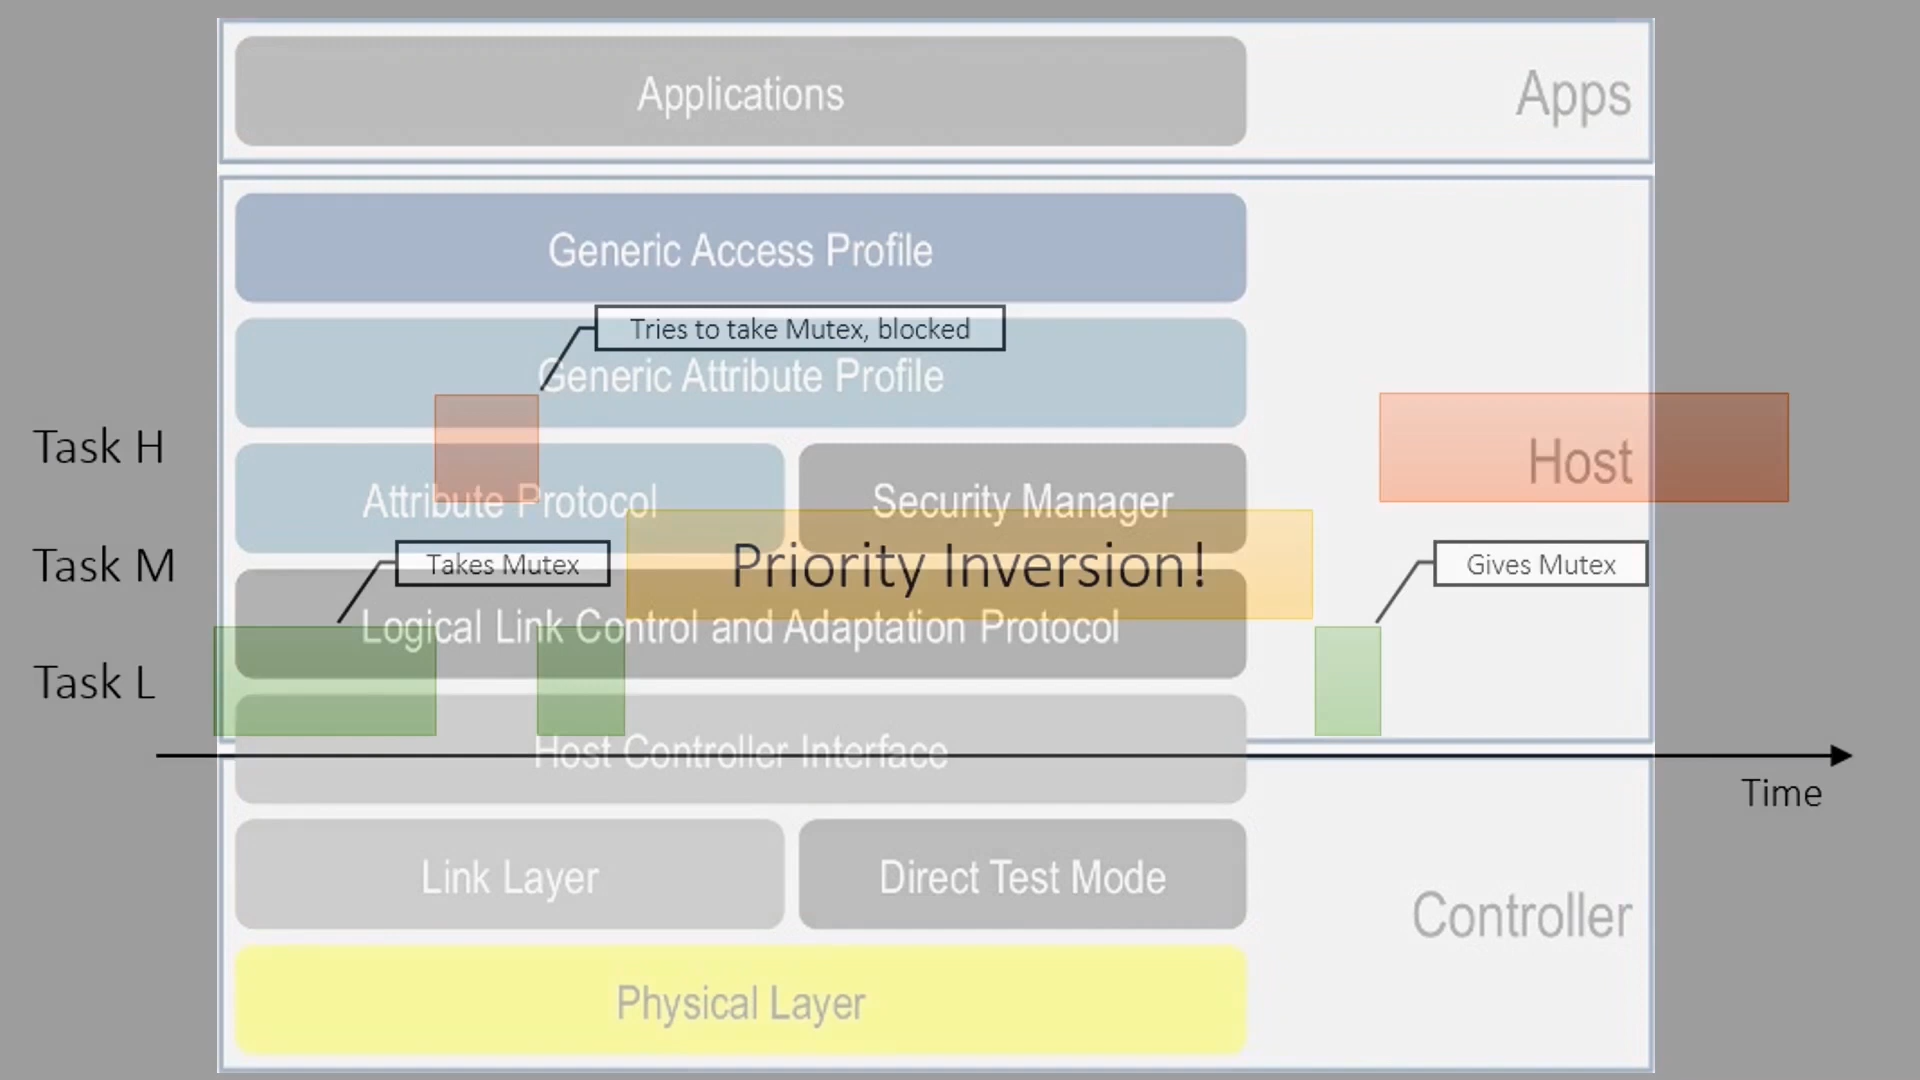 Applications
Apps
Generic Access Profile
Tries to take Mutex, blocked
Generic Attribute Profile
Task H
Host
Attribute Protocol
Security Manager
Task M
Takes Mutex
Priority Inversion!
Gives Mutex
Logical Link Control and Adaptation Protocol
Task L
Host Controller Interface
Time
Link Layer
Direct Test Mode
Controller
Physical Layer